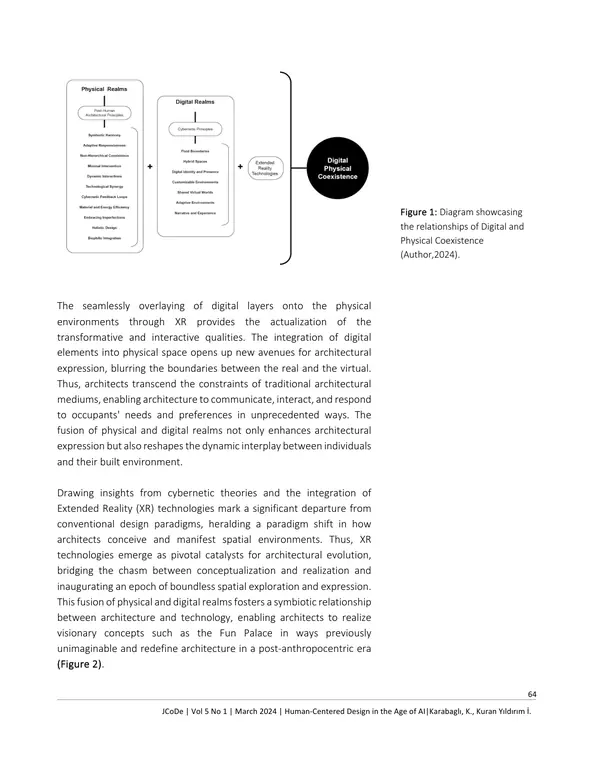 Physical Realms
Post-Human
Architecture Principles
Synthetic Harmony
Adaptive Responsiveness
Non-Hierarchical Coexistence
Minimal Intervention
Dynamic Interactions
Technological Synergy
Cybernetic Feedback Loops
Material and Energy Efficiency
Embracing Imperfections
Holistic Design
Biophilic Integration
+
Digital Realms
Cybernetic Principles
Fluid Boundaries
Hybrid Spaces
Digital Identity and Presence
Customizable Environments
Shared Virtual Worlds
Adaptive Environments
Narrative and Experience
+
Extended
Reality
Technologies
Digital
Physical
Coexistence
Figure 1: Diagram showcasing
the relationships of Digital and
Physical Coexistence
(Author,2024).
The seamlessly overlaying of digital layers onto the physical
environments through XR provides the actualization of the
transformative and interactive qualities. The integration of digital
elements into physical space opens up new avenues for architectural
expression, blurring the boundaries between the real and the virtual.
Thus, architects transcend the constraints of traditional architectural
mediums, enabling architecture to communicate, interact, and respond
to occupants' needs and preferences in unprecedented ways. The
fusion of physical and digital realms not only enhances architectural
expression but also reshapes the dynamic interplay between individuals
and their built environment.
Drawing insights from cybernetic theories and the integration of
Extended Reality (XR) technologies mark a significant departure from
conventional design paradigms, heralding a paradigm shift in how
architects conceive and manifest spatial environments. Thus, XR
technologies emerge as pivotal catalysts for architectural evolution,
bridging the chasm between conceptualization and realization and
inaugurating an epoch of boundless spatial exploration and expression.
This fusion of physical and digital realms fosters a symbiotic relationship
between architecture and technology, enabling architects to realize
visionary concepts such as the Fun Palace in ways previously
unimaginable and redefine architecture in a post-anthropocentric era
(Figure 2).
64
JCoDe | Vol 5 No 1 | March 2024 | Human-Centered Design in the Age of AI|Karabağlı, K., Kuran Yıldırım İ.